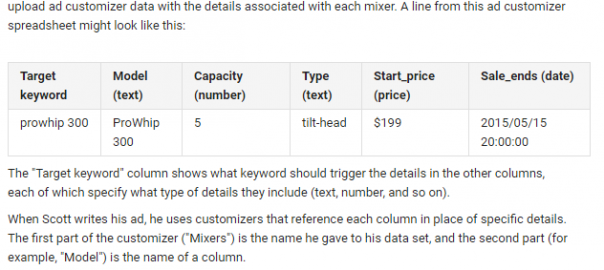 upload ad customizer data with the details associated with each mixer. A line from this ad customizer
spreadsheet might look like this:
Target keyword Model (text) Capacity (number) Type (text) Start_price (price) Sale_ends (date)
prowhip 300 ProWhip 300 5 tilt-head $199 2015/05/15 20:00:00
The "Target keyword" column shows what keyword should trigger the details in the other columns,
each of which specify what type of details they include (text, number, and so on).
When Scott writes his ad, he uses customizers that reference each column in place of specific details.
The first part of the customizer ("Mixers") is the name he gave to his data set, and the second part (for
example, "Model") is the name of a column.